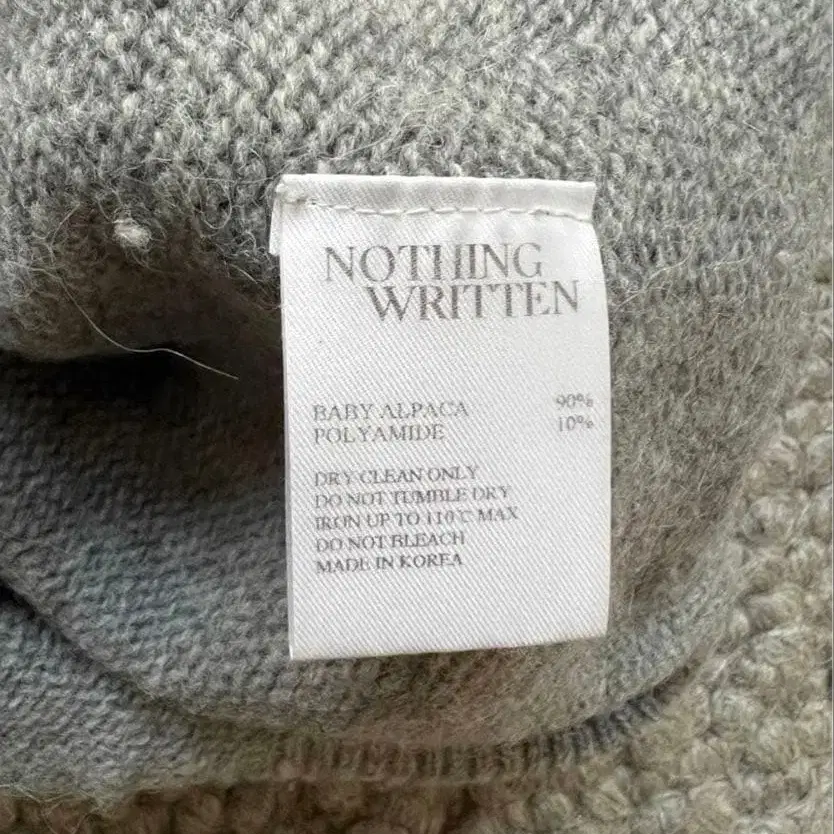 NOTHING
WRITTEN
BABY ALPACA 90%
POLYAMIDE 10%
DRY CLEAN ONLY
DO NOT TUMBLE DRY
IRON UP TO 110℃ MAX
DO NOT BLEACH
MADE IN KOREA